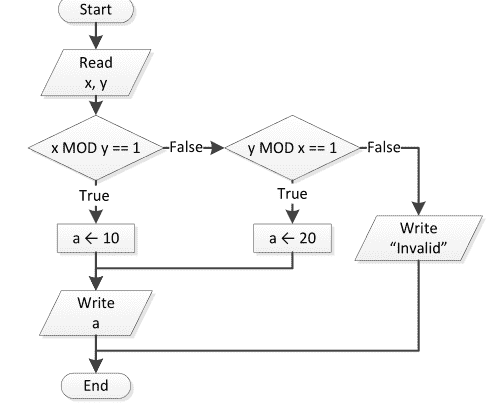 Start
Read
x, y
x MOD y == 1
False
y MOD x == 1
False
True
True
a ← 10
a ← 20
Write
"Invalid"
Write
a
End